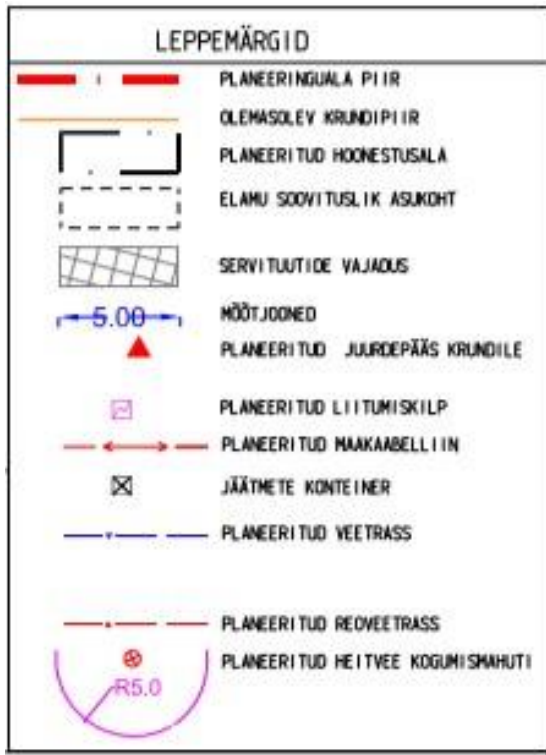 LEPPEMÄRGID
PLANEERINGUALA PIIR
OLEMASOLEV KRUNDIPIIR
PLANEERITUD HOONESTUSALA
ELAMU SOOVITUSLIK ASUKOHT
SERVITUUTIDE VAJADUS
5.00 MÕÕTJOONED
PLANEERITUD JUURDEPÄÄS KRUNDILE
PLANEERITUD LIITUMISKILP
PLANEERITUD MAAKAABELLIIN
JÄÄTMETE KONTEINER
PLANEERITUD VEETRASS
PLANEERITUD REOVEETRASS
PLANEERITUD HEITVEE KOGUMISMAHUTI
R5.0